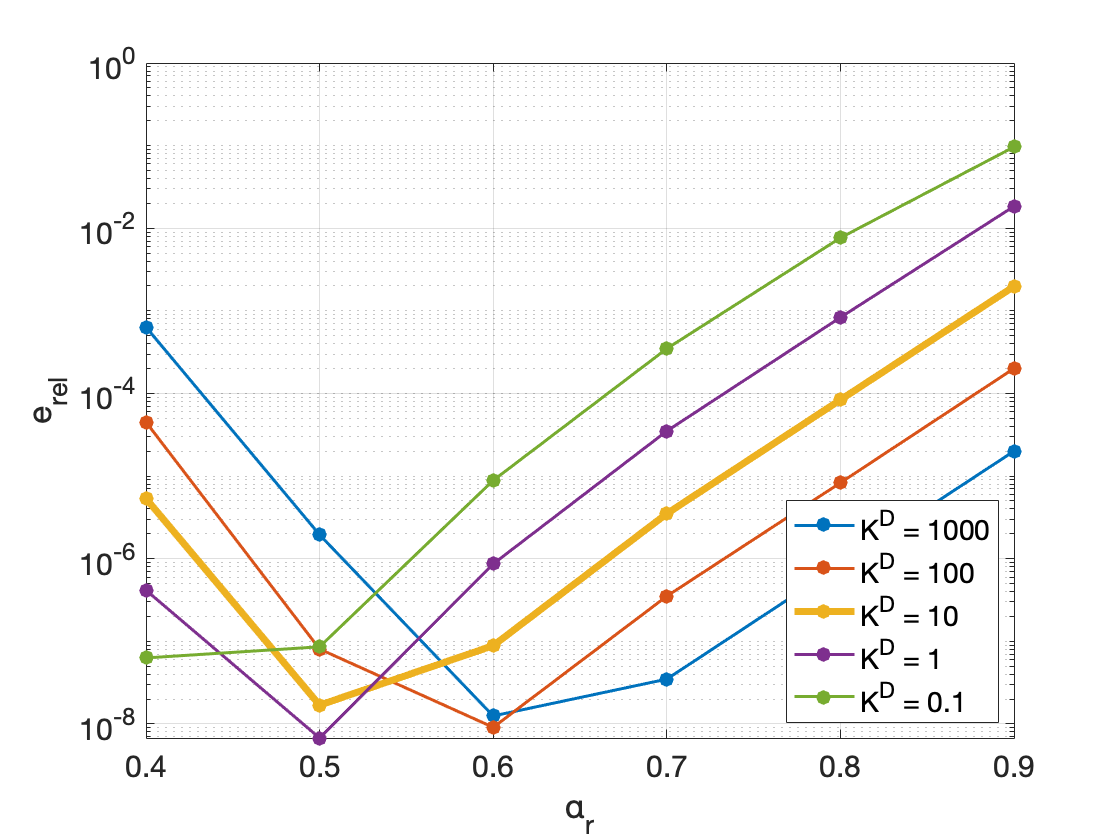 10^0
10^-2
10^-4
10^-6
10^-8
e_rel
0.4 0.5 0.6 0.7 0.8 0.9
α_r
K^D = 1000
K^D = 100
K^D = 10
K^D = 1
K^D = 0.1